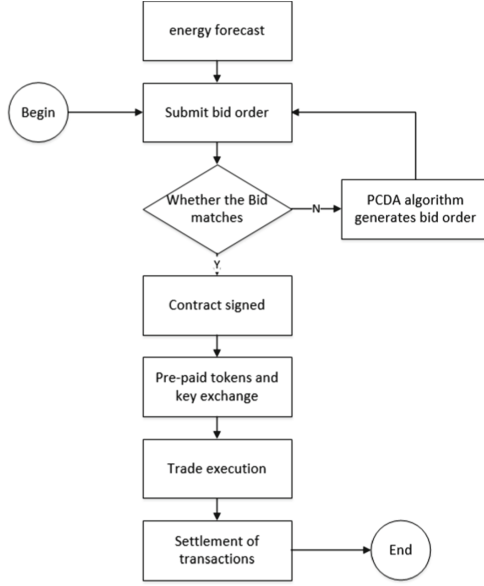 energy forecast
Begin
Submit bid order
Whether the Bid
matches
N
PCDA algorithm
generates bid order
Y
Contract signed
Pre-paid tokens and
key exchange
Trade execution
Settlement of
transactions
End